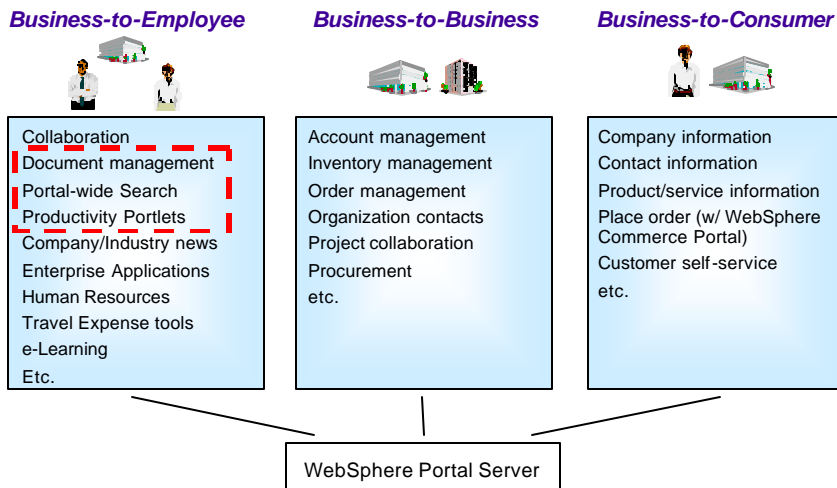 Business-to-Employee
Business-to-Business
Business-to-Consumer
Collaboration
Document management
Portal-wide Search
Productivity Portlets
Company/Industry news
Enterprise Applications
Human Resources
Travel Expense tools
e-Learning
Etc.
Account management
Inventory management
Order management
Organization contacts
Project collaboration
Procurement
etc.
Company information
Contact information
Product/service information
Place order (w/ WebSphere
Commerce Portal)
Customer self-service
etc.
WebSphere Portal Server